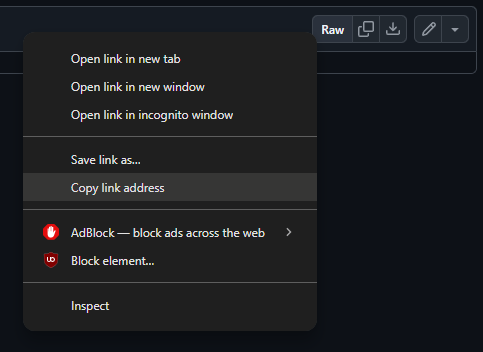 Raw
Open link in new tab
Open link in new window
Open link in incognito window
Save link as...
Copy link address
AdBlock — block ads across the web
Block element...
Inspect